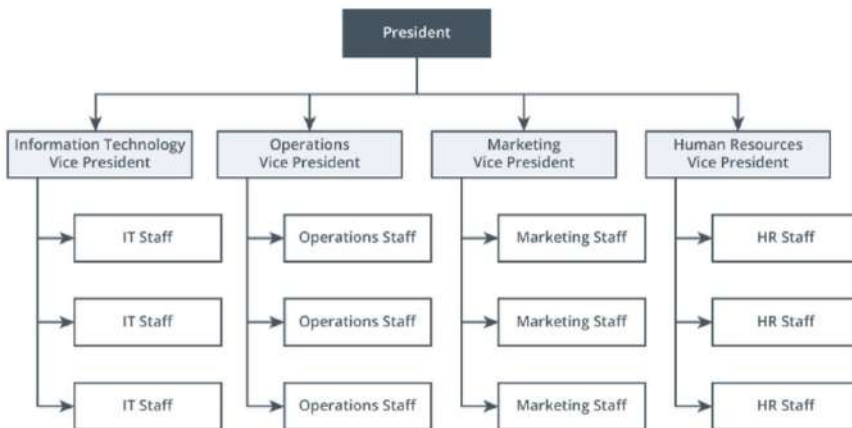 President
Information Technology
Vice President
Operations
Vice President
Marketing
Vice President
Human Resources
Vice President
IT Staff
Operations Staff
Marketing Staff
HR Staff
IT Staff
Operations Staff
Marketing Staff
HR Staff
IT Staff
Operations Staff
Marketing Staff
HR Staff